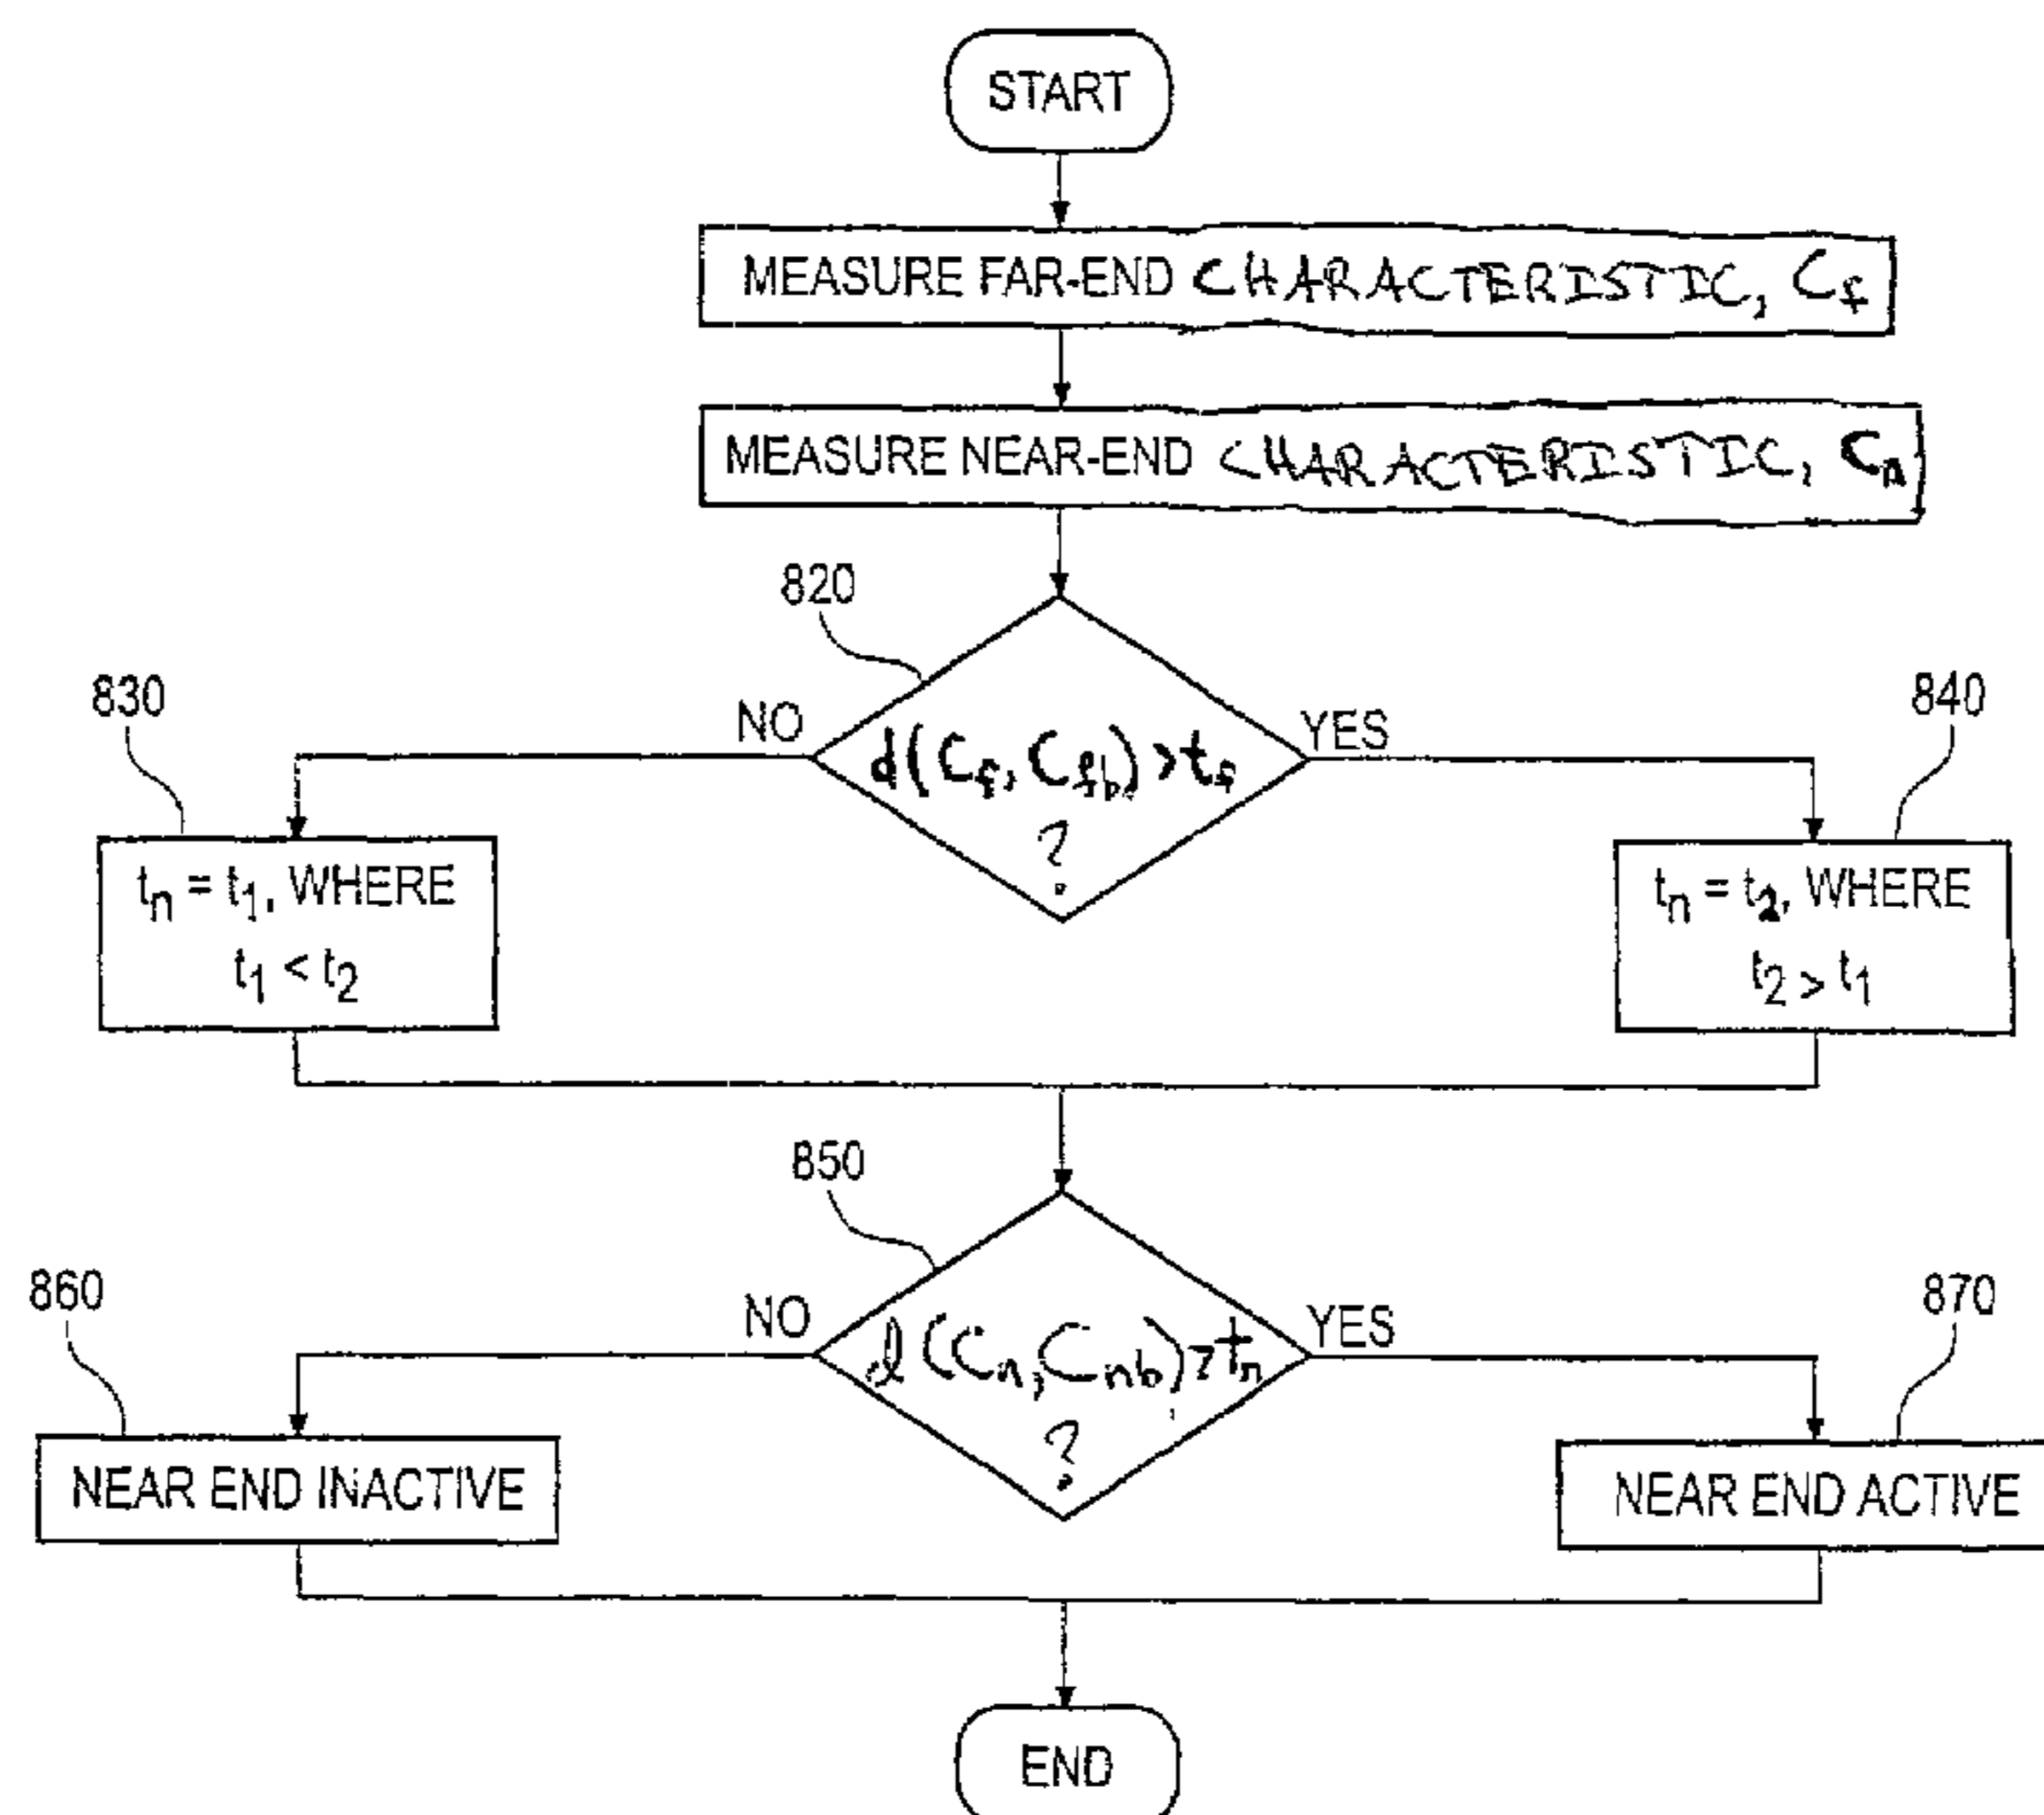 START
MEASURE FAR-END CHARACTERISTIC, Cf
MEASURE NEAR-END CHARACTERISTIC, Cn
820
830
NO
YES
840
d(Cf, Cfb) > tf
?
tn = t1, WHERE
t1 < t2
tn = t2, WHERE
t2 > t1
850
860
NO
YES
870
d(Cn, Cnb) > tn
?
NEAR END INACTIVE
NEAR END ACTIVE
END